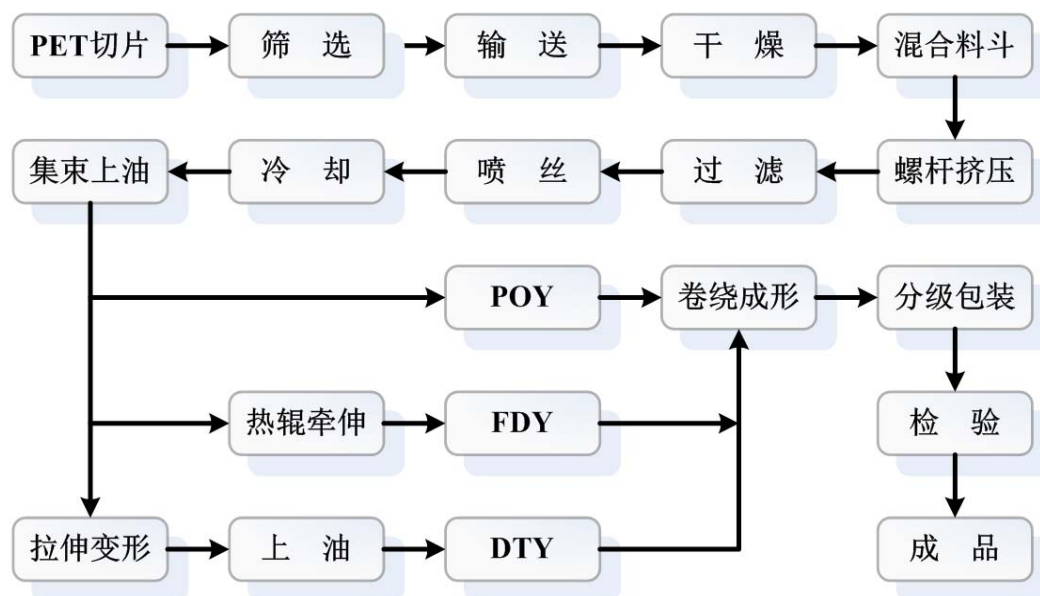 PET切片
筛 选
输 送
干 燥
混合料斗
集束上油
冷 却
喷 丝
过 滤
螺杆挤压
POY
卷绕成形
分级包装
热辊牵伸
FDY
检 验
拉伸变形
上 油
DTY
成 品